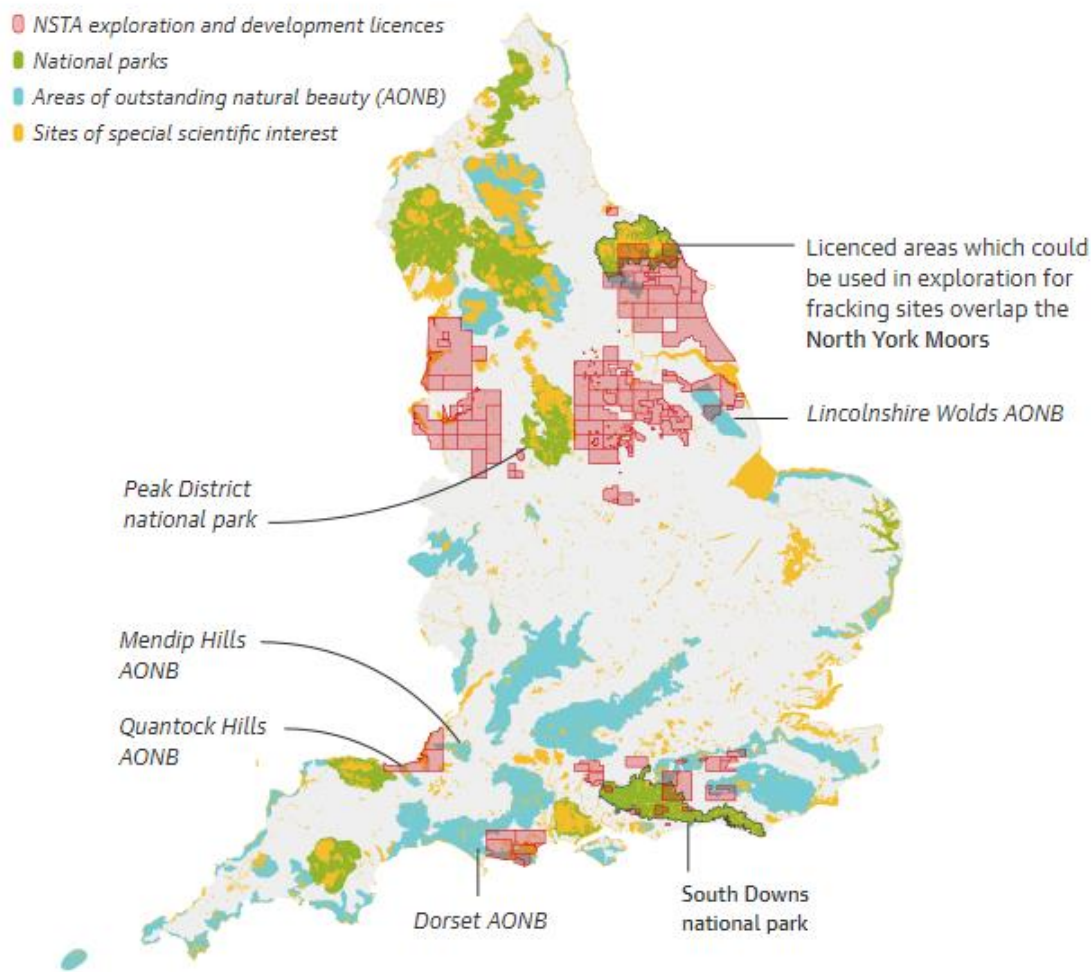 NSTA exploration and development licences
National parks
Areas of outstanding natural beauty (AONB)
Sites of special scientific interest
Licenced areas which could
be used in exploration for
fracking sites overlap the
North York Moors
Lincolnshire Wolds AONB
Peak District
national park
Mendip Hills
AONB
Quantock Hills
AONB
Dorset AONB
South Downs
national park